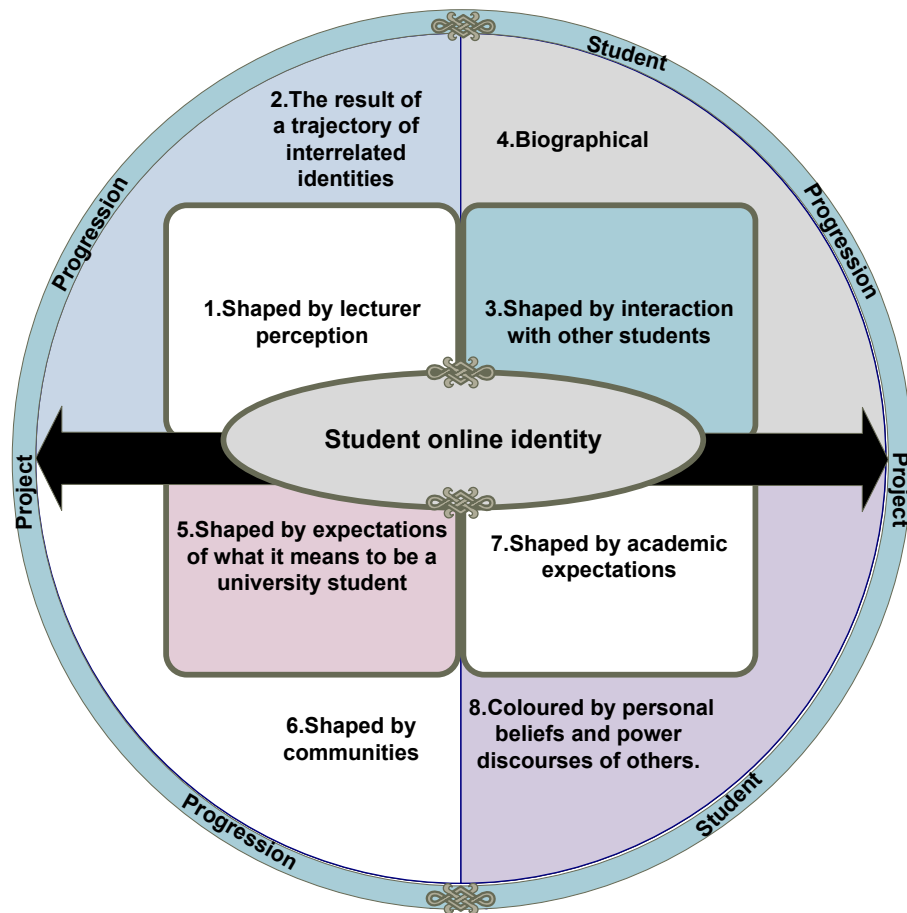 Student
2.The result of
a trajectory of
interrelated
identities
4.Biographical
Progression
Progression
1.Shaped by lecturer
perception
3.Shaped by interaction
with other students
Student online identity
Project
Project
5.Shaped by expectations
of what it means to be a
university student
7.Shaped by academic
expectations
6.Shaped by
communities
8.Coloured by personal
beliefs and power
discourses of others.
Progression
Student